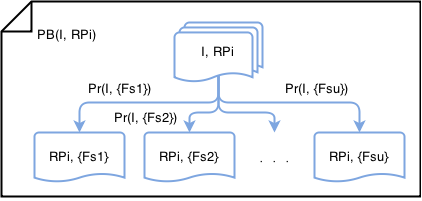 PB(I, RPi)
I, RPi
Pr(I, {Fs1})
Pr(I, {Fsu})
Pr(I, {Fs2})
RPi, {Fs1}
RPi, {Fs2}
. . .
RPi, {Fsu}